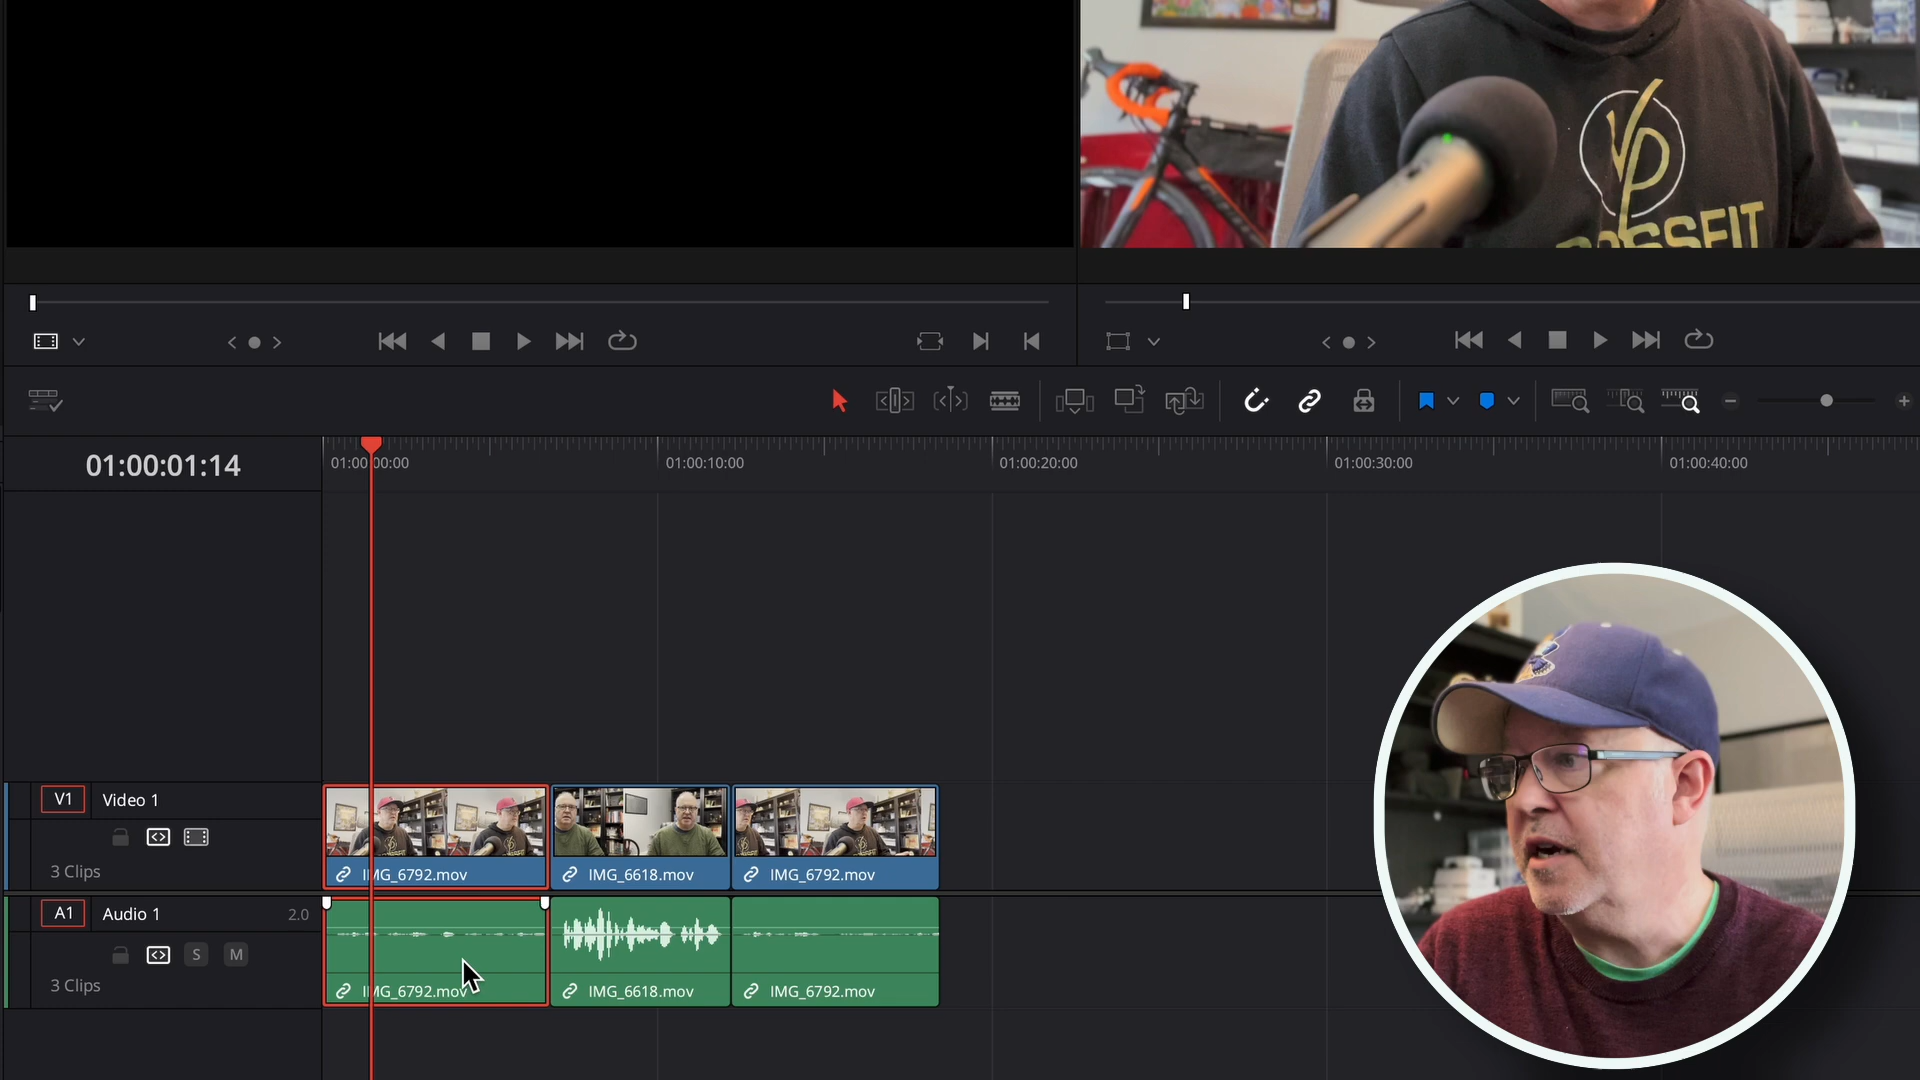 VP
CROSSFIT
01:00:01:14
01:00:00:00
01:00:10:00
01:00:20:00
01:00:30:00
01:00:40:00
V1 Video 1
3 Clips
IMG_6792.mov
IMG_6618.mov
IMG_6792.mov
A1 Audio 1 2.0
S M
3 Clips
IMG_6792.mov
IMG_6618.mov
IMG_6792.mov